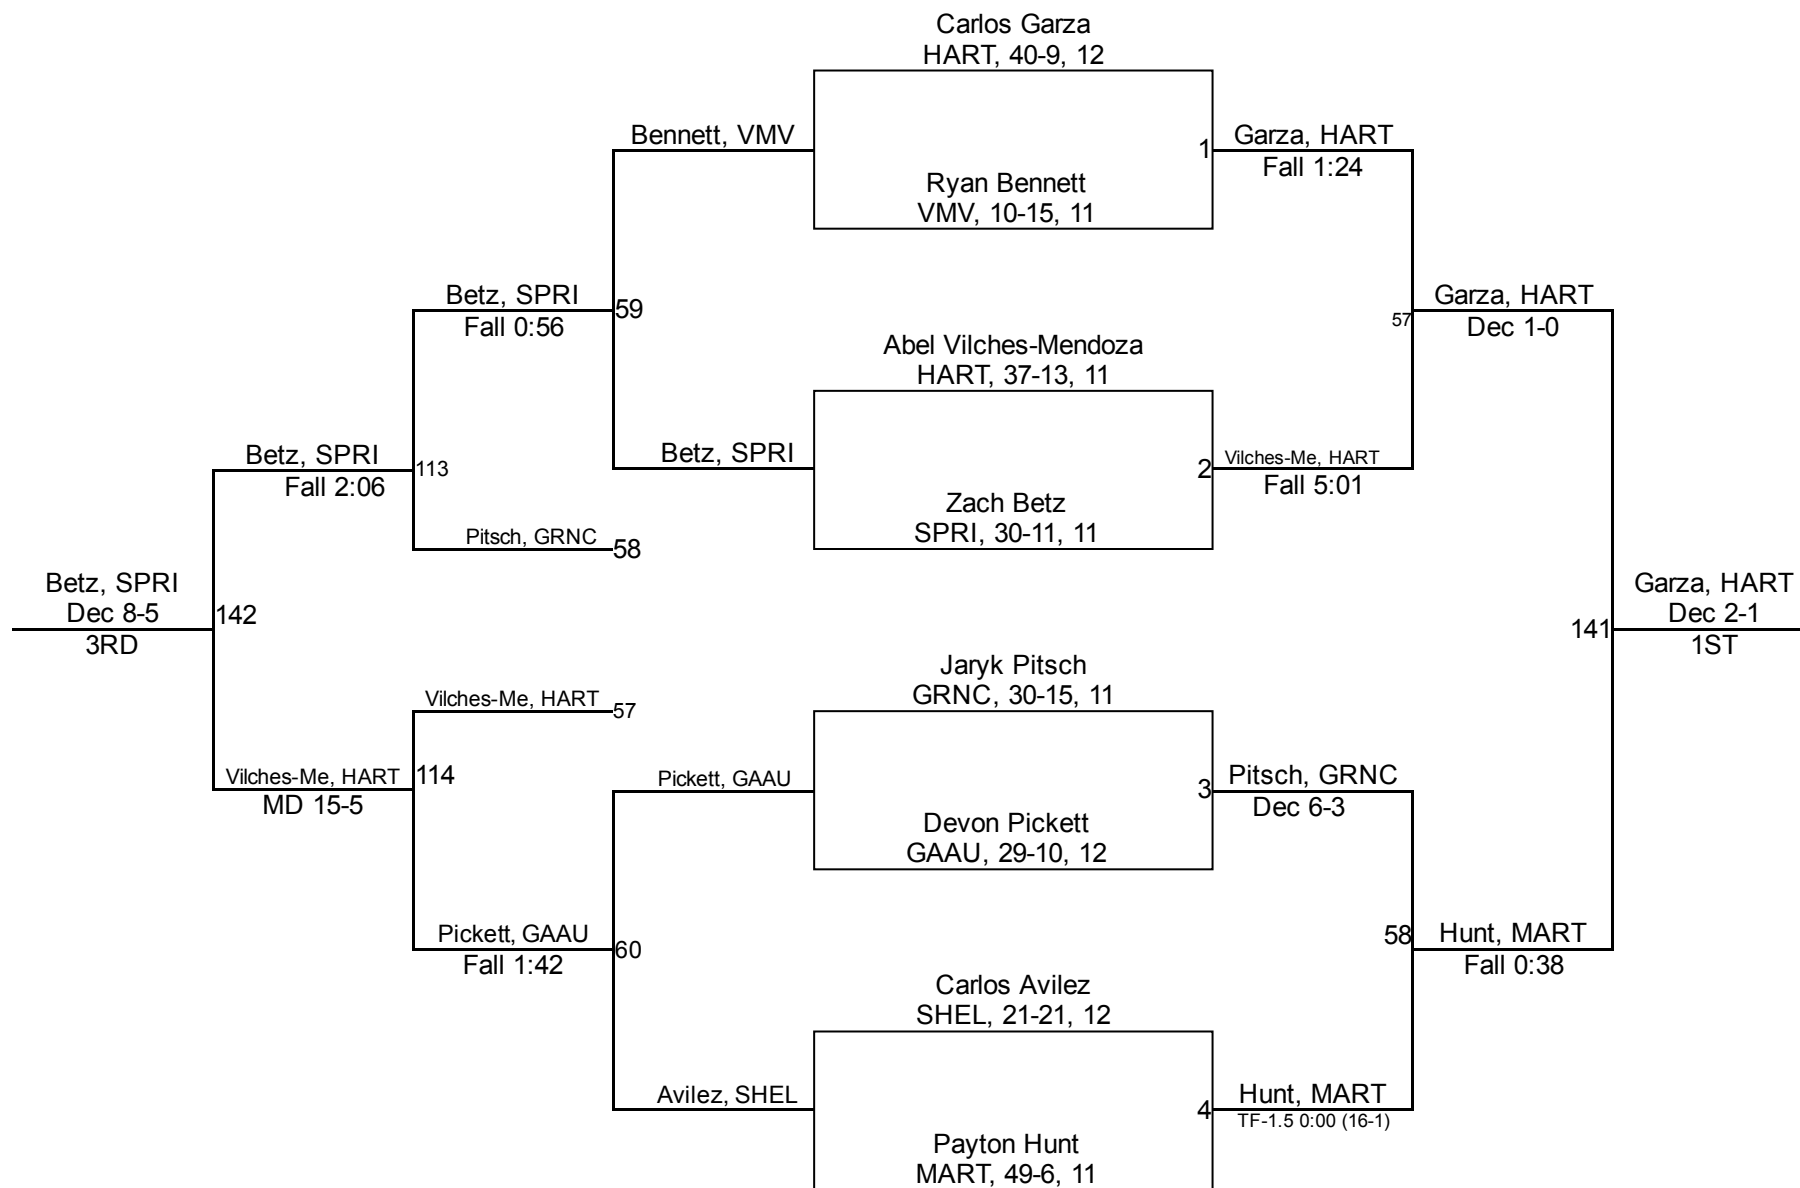 Carlos Garza
HART, 40-9, 12
Bennett, VMV
1
Garza, HART
Fall 1:24
Ryan Bennett
VMV, 10-15, 11
Betz, SPRI
Fall 0:56
59
57
Garza, HART
Dec 1-0
Abel Vilches-Mendoza
HART, 37-13, 11
Betz, SPRI
Fall 2:06
113
Betz, SPRI
2
Vilches-Me, HART
Fall 5:01
Zach Betz
SPRI, 30-11, 11
Pitsch, GRNC
58
Betz, SPRI
Dec 8-5
3RD
142
141
Garza, HART
Dec 2-1
1ST
Jaryk Pitsch
GRNC, 30-15, 11
Vilches-Me, HART
57
Vilches-Me, HART
MD 15-5
114
Pickett, GAAU
3
Pitsch, GRNC
Dec 6-3
Devon Pickett
GAAU, 29-10, 12
Pickett, GAAU
Fall 1:42
60
58
Hunt, MART
Fall 0:38
Carlos Avilez
SHEL, 21-21, 12
Avilez, SHEL
4
Hunt, MART
TF-1.5 0:00 (16-1)
Payton Hunt
MART, 49-6, 11